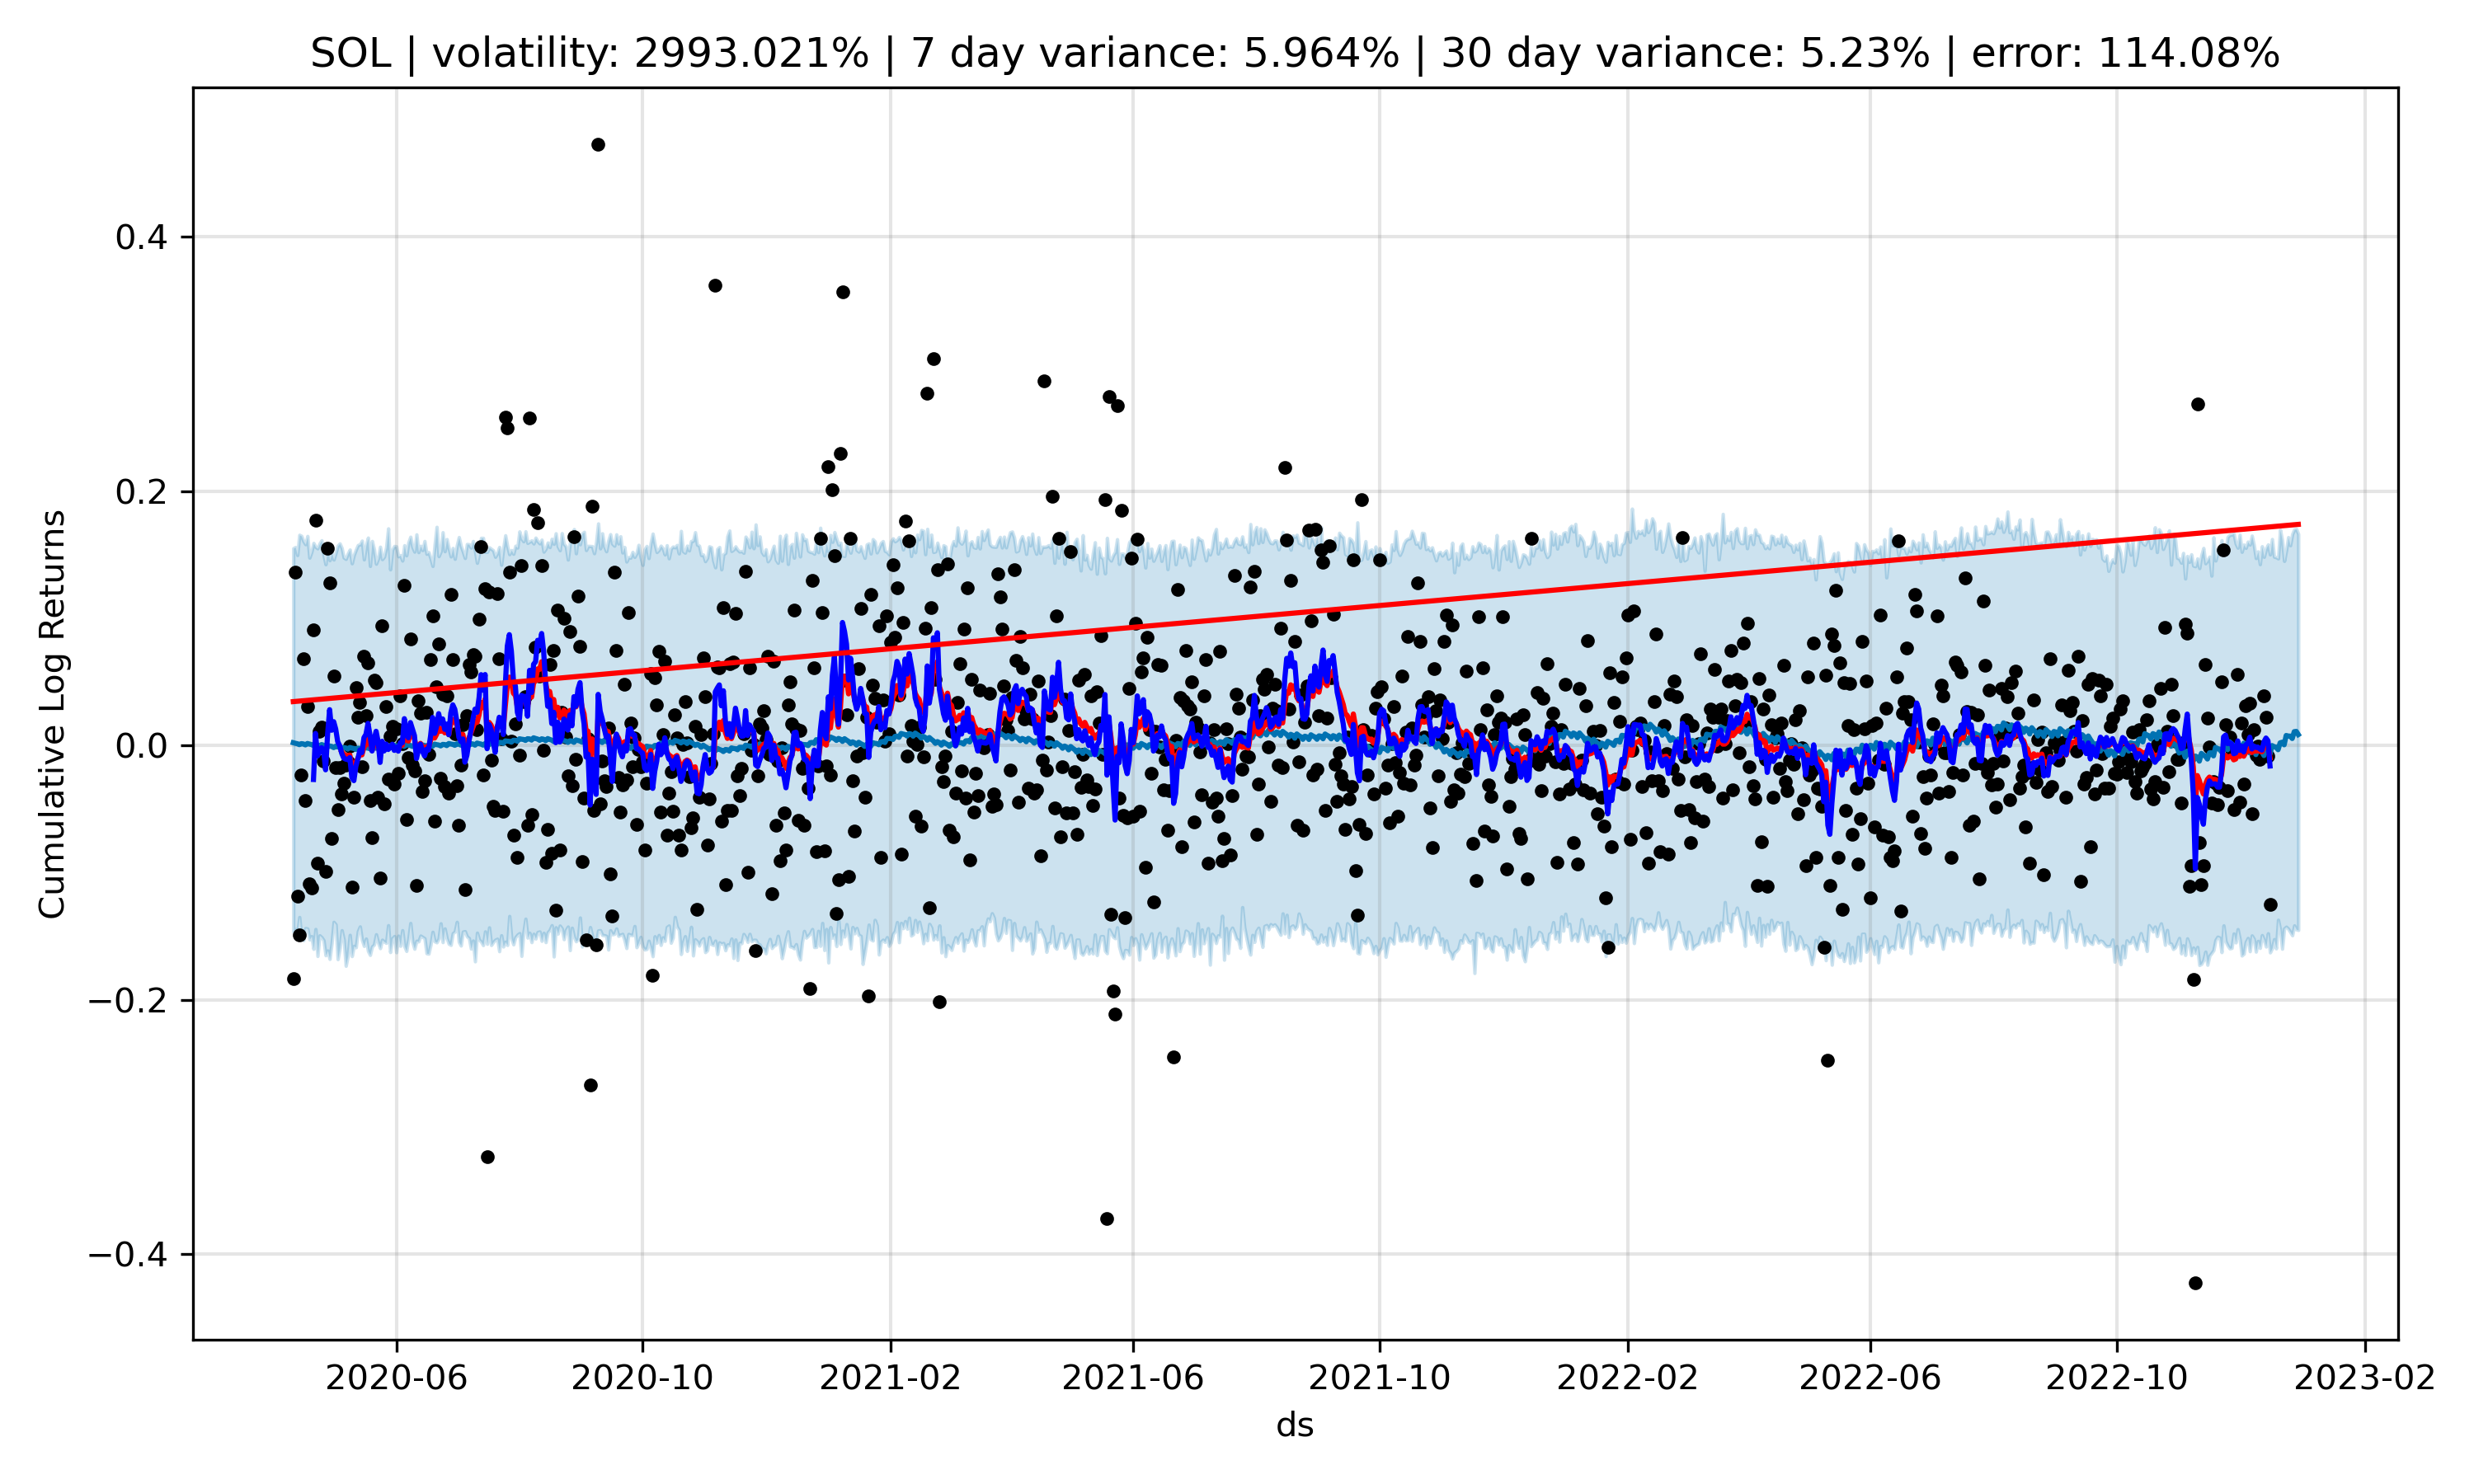 SOL | volatility: 2993.021% | 7 day variance: 5.964% | 30 day variance: 5.23% | error: 114.08%
Cumulative Log Returns
0.4
0.2
0.0
−0.2
−0.4
2020-06 2020-10 2021-02 2021-06 2021-10 2022-02 2022-06 2022-10 2023-02
ds